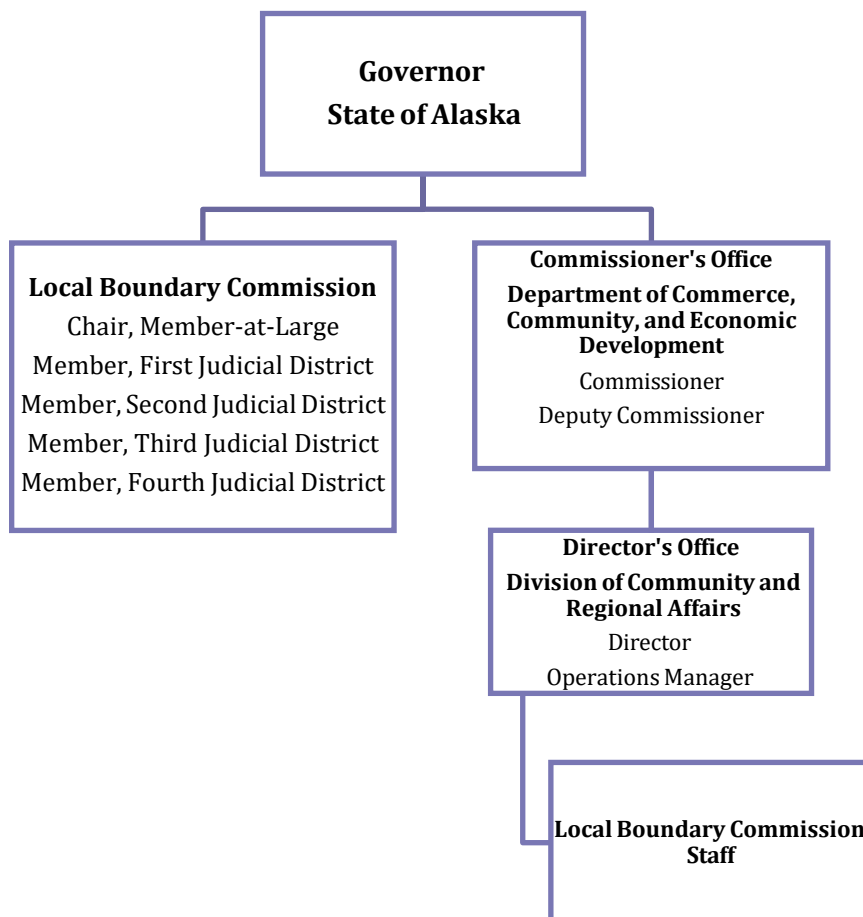 Governor
State of Alaska
Local Boundary Commission
Chair, Member-at-Large
Member, First Judicial District
Member, Second Judicial District
Member, Third Judicial District
Member, Fourth Judicial District
Commissioner's Office
Department of Commerce,
Community, and Economic
Development
Commissioner
Deputy Commissioner
Director's Office
Division of Community and
Regional Affairs
Director
Operations Manager
Local Boundary Commission
Staff